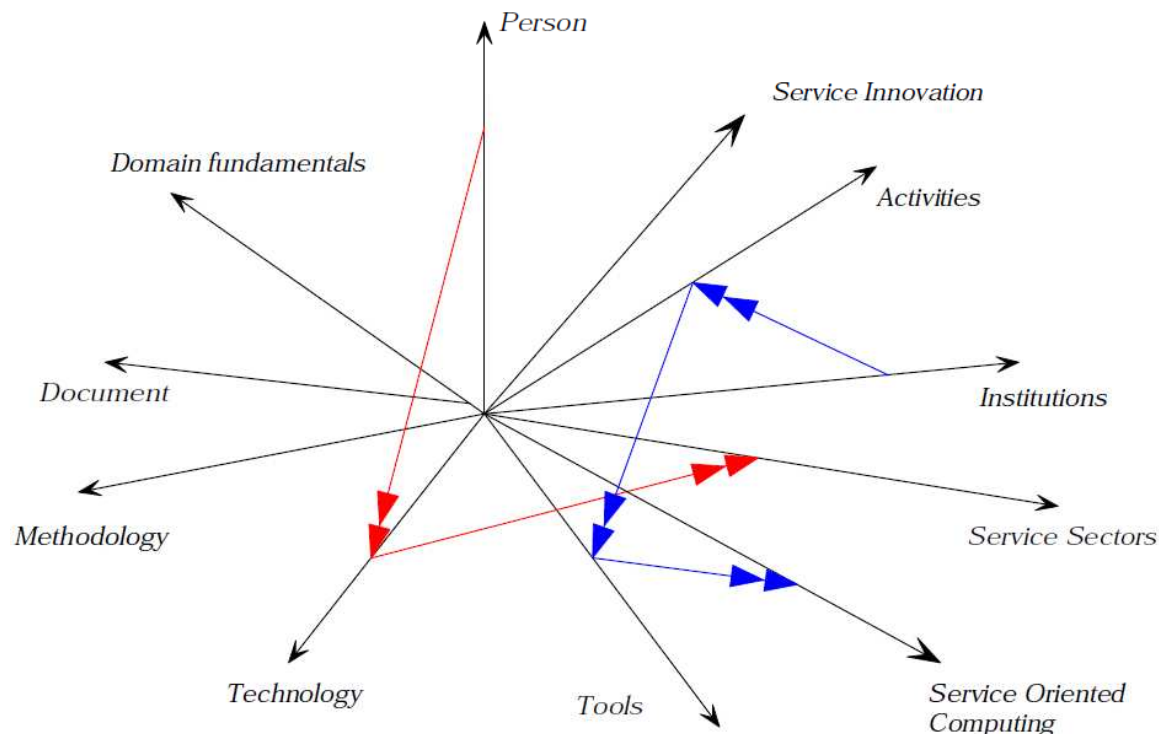 Person
Service Innovation
Domain fundamentals
Activities
Document
Institutions
Methodology
Service Sectors
Technology
Tools
Service Oriented
Computing